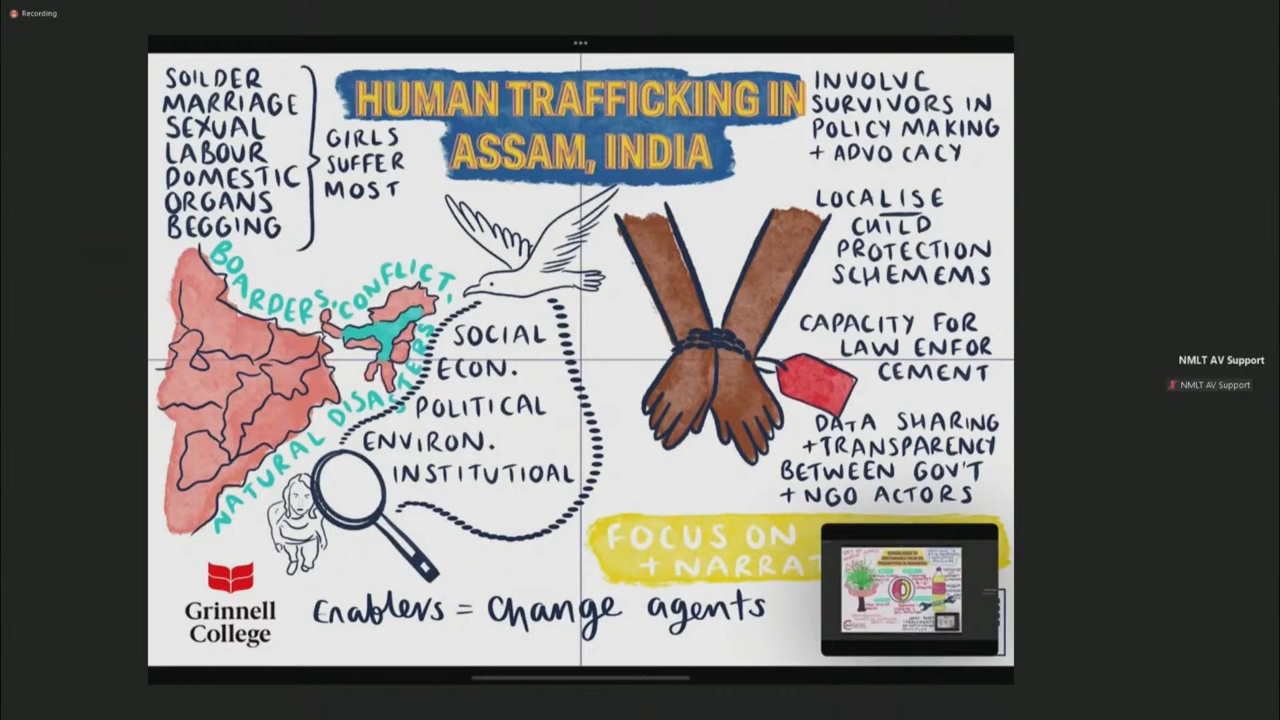 Recording
SOILDER
MARRIAGE
SEXUAL
LABOUR
DOMESTIC
ORGANS
BEGGING
GIRLS
SUFFER
MOST
HUMAN TRAFFICKING IN
ASSAM, INDIA
INVOLVE
SURVIVORS IN
POLICY MAKING
+ ADVOCACY
LOCALISE
CHILD
PROTECTION
SCHEMEMS
CAPACITY FOR
LAW ENFOR
CEMENT
DATA SHARING
+TRANSPARENCY
BETWEEN GOV'T
+ NGO ACTORS
BOARDERS, CONFLICT,
NATURAL DISASTERS
SOCIAL
ECON.
POLITICAL
ENVIRON.
INSTITUTIOAL
FOCUS ON
+ NARRAT
Enablers = change agents
Grinnell
College
NMLT AV Support
NMLT AV Support